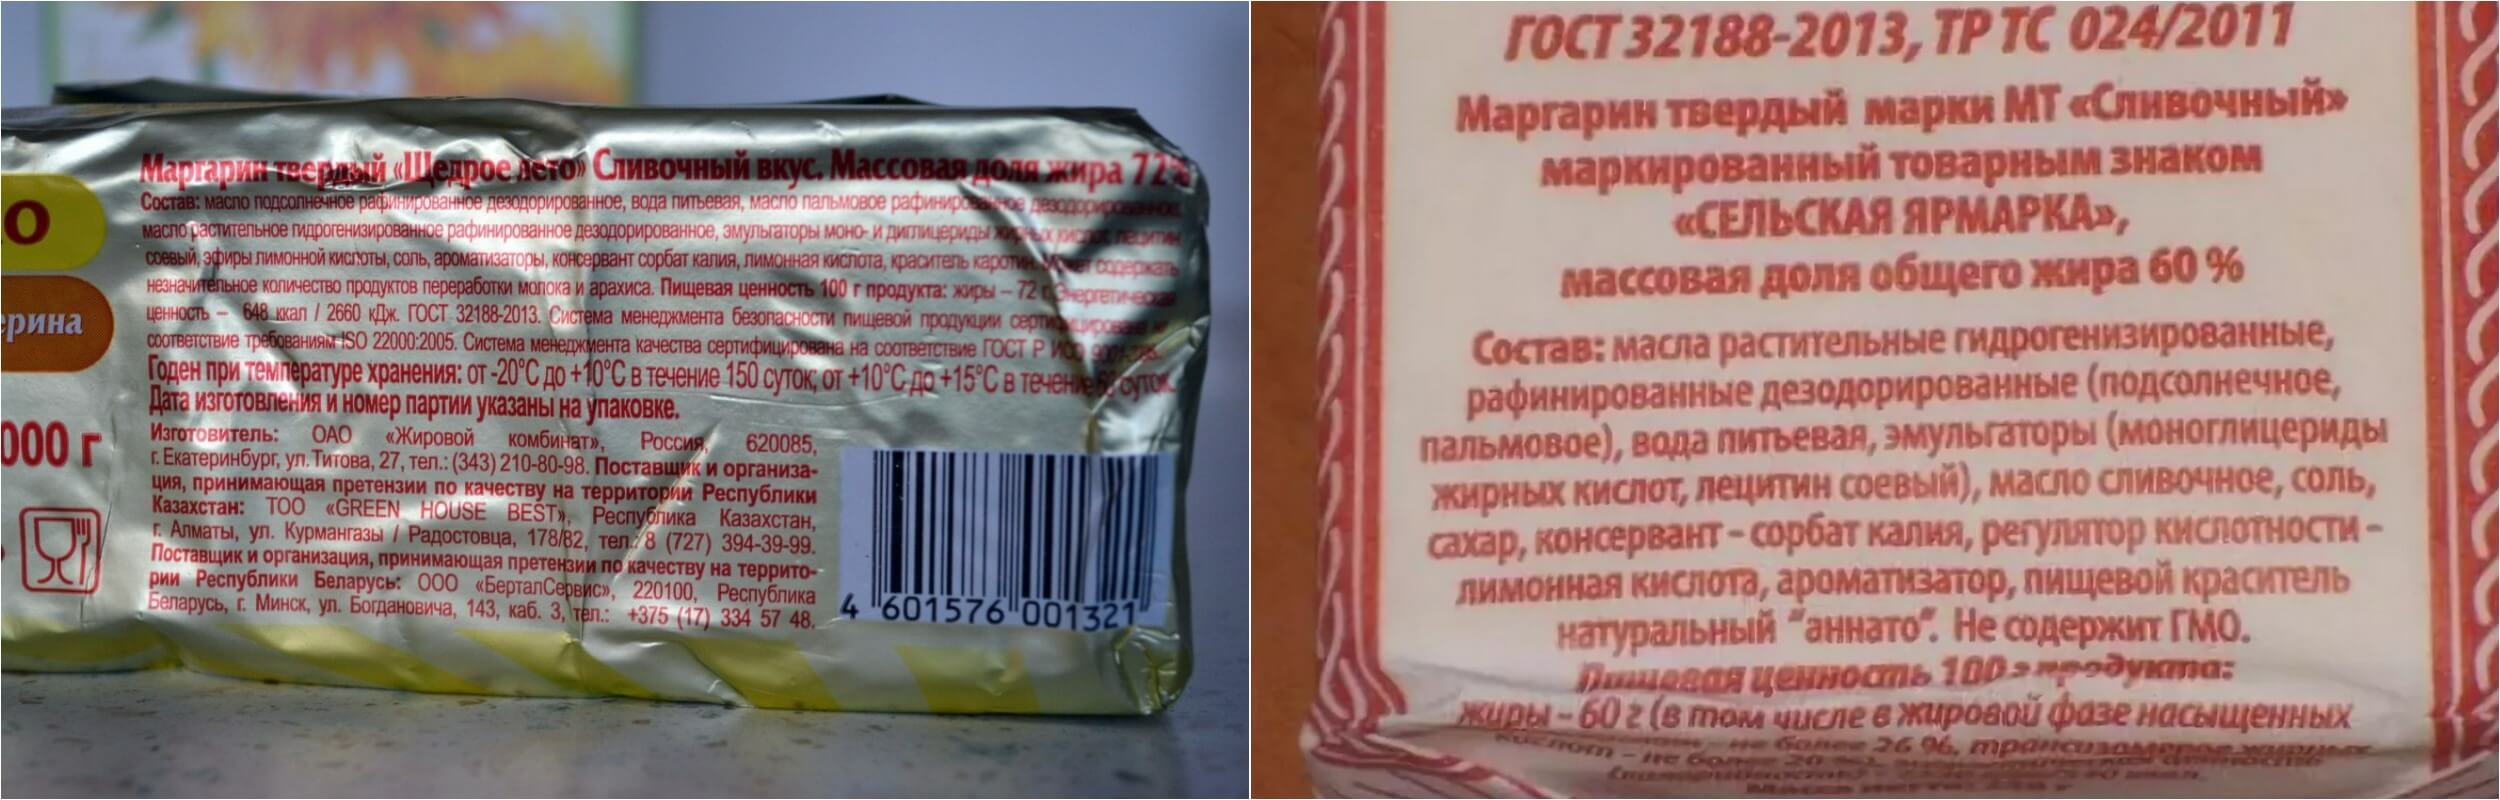 о
ерина
000 г
Маргарин твердый «Щедрое лето» Сливочный вкус. Массовая доля жира 72%
Состав: масло подсолнечное рафинированное дезодорированное, вода питьевая, масло пальмовое рафинированное дезодорированное,
масло растительное гидрогенизированное рафинированное дезодорированное, эмульгаторы моно- и диглицериды жирных кислот, лецитин
соевый, эфиры лимонной кислоты, соль, ароматизаторы, консервант сорбат калия, лимонная кислота, краситель каротин. Может содержать
незначительное количество продуктов переработки молока и арахиса. Пищевая ценность 100 г продукта: жиры – 72 г. Энергетическая
ценность – 648 ккал / 2660 кДж. ГОСТ 32188-2013. Система менеджмента безопасности пищевой продукции сертифицирована на
соответствие требованиям ISO 22000:2005. Система менеджмента качества сертифицирована на соответствие ГОСТ Р ИСО
Годен при температуре хранения: от -20°С до +10°С в течение 150 суток; от +10°С до +15°С в течение суток.
Дата изготовления и номер партии указаны на упаковке.
Изготовитель: ОАО «Жировой комбинат», Россия, 620085,
г. Екатеринбург, ул. Титова, 27, тел.: (343) 210-80-98. Поставщик и организа-
ция, принимающая претензии по качеству на территории Республики
Казахстан: ТОО «GREEN HOUSE BEST», Республика Казахстан,
г. Алматы, ул. Курмангазы / Радостовца, 178/82, тел. 8 (727) 394-39-99.
Поставщик и организация, принимающая претензии по качеству на террито-
рии Республики Беларусь: ООО «БерталСервис», 220100, Республика
Беларусь, г. Минск, ул. Богдановича, 143, каб. 3, тел.: +375 (17) 334 57 48.
4 601576 001321
ГОСТ 32188-2013, ТР ТС 024/2011
Маргарин твердый марки МТ «Сливочный»
маркированный товарным знаком
«СЕЛЬСКАЯ ЯРМАРКА»,
массовая доля общего жира 60 %
Состав: масла растительные гидрогенизированные,
рафинированные дезодорированные (подсолнечное,
пальмовое), вода питьевая, эмульгаторы (моноглицериды
жирных кислот, лецитин соевый), масло сливочное, соль,
сахар, консервант – сорбат калия, регулятор кислотности –
лимонная кислота, ароматизатор, пищевой краситель
натуральный "аннато". Не содержит ГМО.
Пищевая ценность 100 г продукта:
жиры – 60 г (в том числе в жировой фазе насыщенных